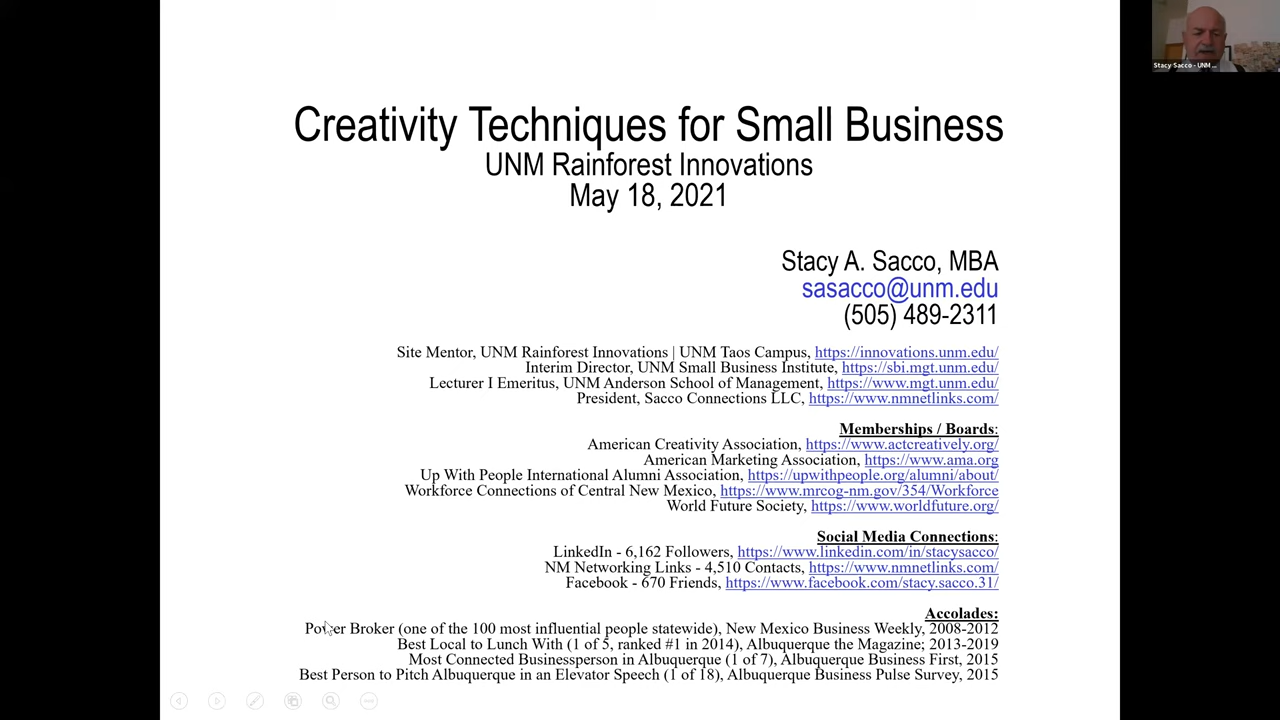 Creativity Techniques for Small Business
UNM Rainforest Innovations
May 18, 2021
Stacy A. Sacco, MBA
sasacco@unm.edu
(505) 489-2311
Site Mentor, UNM Rainforest Innovations | UNM Taos Campus, https://innovations.unm.edu/
Interim Director, UNM Small Business Institute, https://sbi.mgt.unm.edu/
Lecturer I Emeritus, UNM Anderson School of Management, https://www.mgt.unm.edu/
President, Sacco Connections LLC, https://www.nmnetlinks.com/
Memberships / Boards:
American Creativity Association, https://www.actcreatively.org/
American Marketing Association, https://www.ama.org
Up With People International Alumni Association, https://upwithpeople.org/alumni/about/
Workforce Connections of Central New Mexico, https://www.mrcog-nm.gov/354/Workforce
World Future Society, https://www.worldfuture.org/
Social Media Connections:
LinkedIn - 6,162 Followers, https://www.linkedin.com/in/stacysacco/
NM Networking Links - 4,510 Contacts, https://www.nmnetlinks.com/
Facebook - 670 Friends, https://www.facebook.com/stacy.sacco.31/
Accolades:
Power Broker (one of the 100 most influential people statewide), New Mexico Business Weekly, 2008-2012
Best Local to Lunch With (1 of 5, ranked #1 in 2014), Albuquerque the Magazine; 2013-2019
Most Connected Businessperson in Albuquerque (1 of 7), Albuquerque Business First, 2015
Best Person to Pitch Albuquerque in an Elevator Speech (1 of 18), Albuquerque Business Pulse Survey, 2015
Stacy Sacco - UNM ...